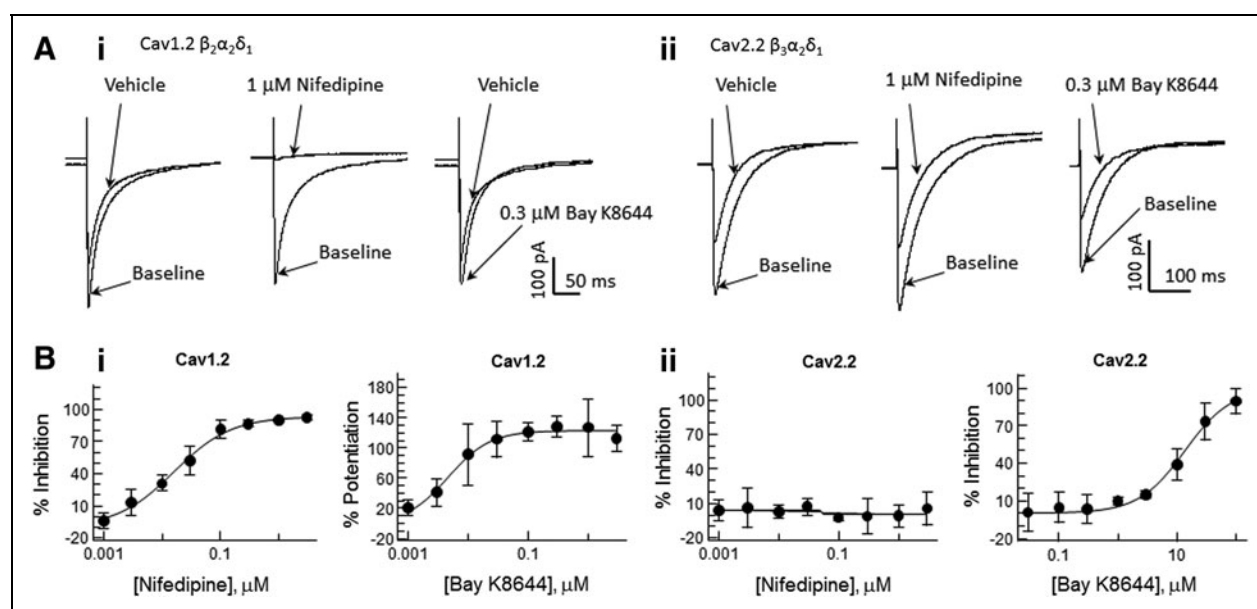 A i Cav1.2 β₂α₂δ₁
Vehicle
1 μM Nifedipine
Vehicle
0.3 μM Bay K8644
Baseline
Baseline
100 pA
50 ms
ii Cav2.2 β₃α₂δ₁
Vehicle
1 μM Nifedipine
0.3 μM Bay K8644
Baseline
Baseline
Baseline
100 pA
100 ms
B i Cav1.2
% Inhibition
100
70
40
10
-20
0.001 0.1
[Nifedipine], μM
Cav1.2
% Potentiation
180
140
100
60
20
-20
0.001 0.1
[Bay K8644], μM
ii Cav2.2
% Inhibition
100
70
40
10
-20
0.001 0.1
[Nifedipine], μM
Cav2.2
% Inhibition
100
70
40
10
-20
0.1 10
[Bay K8644], μM